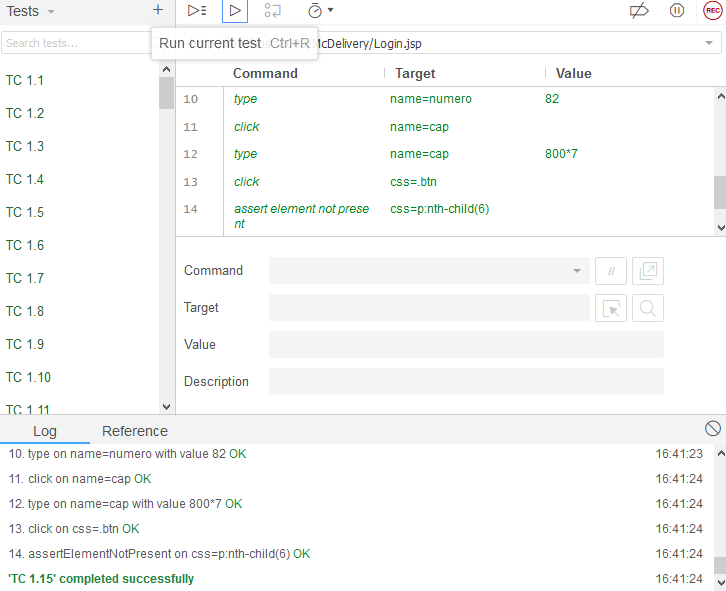 Tests
REC
Search tests...
Run current test Ctrl+R
McDelivery/Login.jsp
Command Target Value
TC 1.1
TC 1.2
TC 1.3
TC 1.4
TC 1.5
TC 1.6
TC 1.7
TC 1.8
TC 1.9
TC 1.10
TC 1.11
10 type name=numero 82
11 click name=cap
12 type name=cap 800*7
13 click css=.btn
14 assert element not prese css=p:nth-child(6)
nt
Command
//
Target
Value
Description
Log Reference
10. type on name=numero with value 82 OK 16:41:23
11. click on name=cap OK 16:41:24
12. type on name=cap with value 800*7 OK 16:41:24
13. click on css=.btn OK 16:41:24
14. assertElementNotPresent on css=p:nth-child(6) OK 16:41:24
'TC 1.15' completed successfully 16:41:24